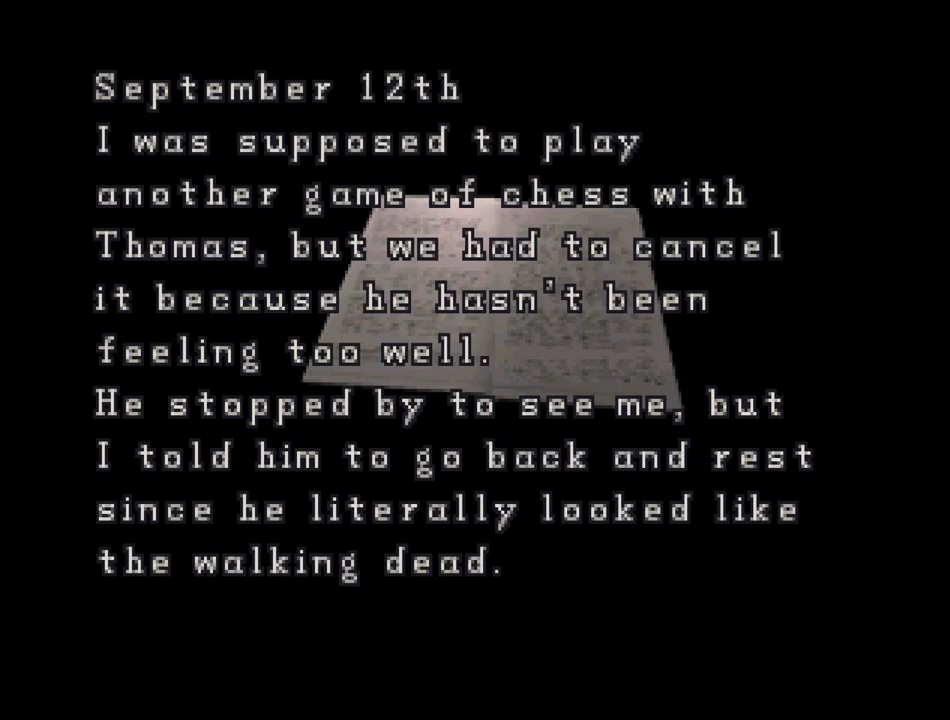 September 12th
I was supposed to play
another game of chess with
Thomas, but we had to cancel
it because he hasn't been
feeling too well.
He stopped by to see me, but
I told him to go back and rest
since he literally looked like
the walking dead.